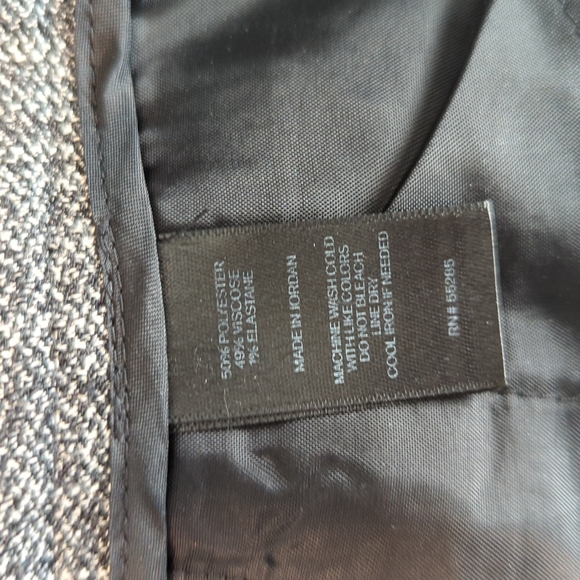 50% POLYESTER
49% VISCOSE
1% ELASTANE
MADE IN JORDAN
MACHINE WASH COLD
WITH LIKE COLORS
DO NOT BLEACH
LINE DRY
COOL IRON IF NEEDED
RN# 55285